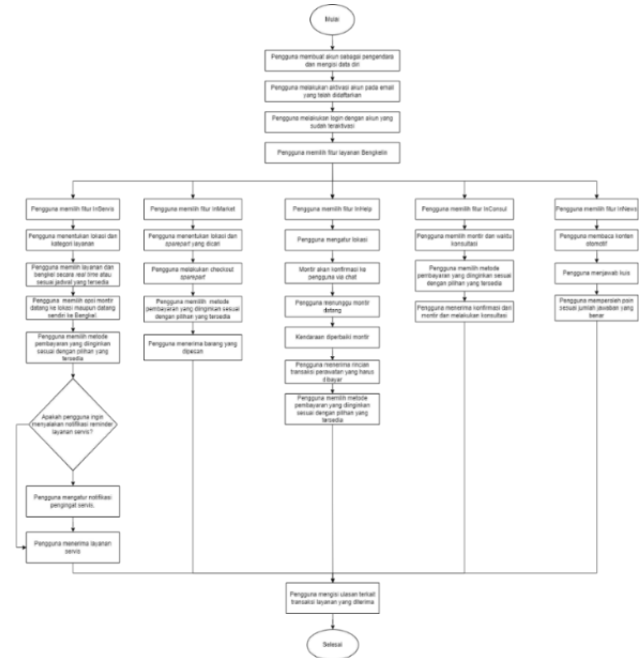 Mulai
Pengguna membuat akun sebagai pengendara
dan mengisi data diri
Pengguna melakukan aktivasi akun pada email
yang telah didaftarkan
Pengguna melakukan login dengan akun yang
sudah teraktivasi
Pengguna memilih fitur layanan Bengkelin
Pengguna memilih fitur InServis
Pengguna menentukan lokasi dan
kategori layanan
Pengguna memilih layanan dan
bengkel secara real time atau
sesuai jadwal yang tersedia
Pengguna memilih opsi montir
datang ke lokasi maupun datang
sendiri ke Bengkel
Pengguna memilih metode
pembayaran yang diinginkan
sesuai dengan pilihan yang
tersedia
Apakah pengguna ingin
menyalakan notifikasi reminder
layanan servis?
Pengguna mengatur notifikasi
pengingat servis.
Pengguna menerima layanan
servis
Pengguna memilih fitur InMarket
Pengguna menentukan lokasi dan
sparepart yang dicari
Pengguna melakukan checkout
sparepart
Pengguna memilih metode
pembayaran yang diinginkan sesuai
dengan pilihan yang tersedia
Pengguna menerima barang yang
dipesan
Pengguna memilih fitur InHelp
Pengguna mengatur lokasi
Montir akan konfirmasi ke
pengguna via chat
Pengguna menunggu montir
datang
Kendaraan diperbaiki montir
Pengguna menerima rincian
transaksi perawatan yang harus
dibayar
Pengguna memilih metode
pembayaran yang diinginkan
sesuai dengan pilihan yang
tersedia
Pengguna memilih fitur InConsul
Pengguna memilih montir dan waktu
konsultasi
Pengguna memilih metode
pembayaran yang diinginkan sesuai
dengan pilihan yang tersedia
Pengguna menerima konfirmasi dari
montir dan melakukan konsultasi
Pengguna memilih fitur InNews
Pengguna membaca konten
otomotif
Pengguna menjawab kuis
Pengguna memperoleh poin
sesuai jumlah jawaban yang
benar
Pengguna mengisi ulasan terkait
transaksi layanan yang diterima
Selesai